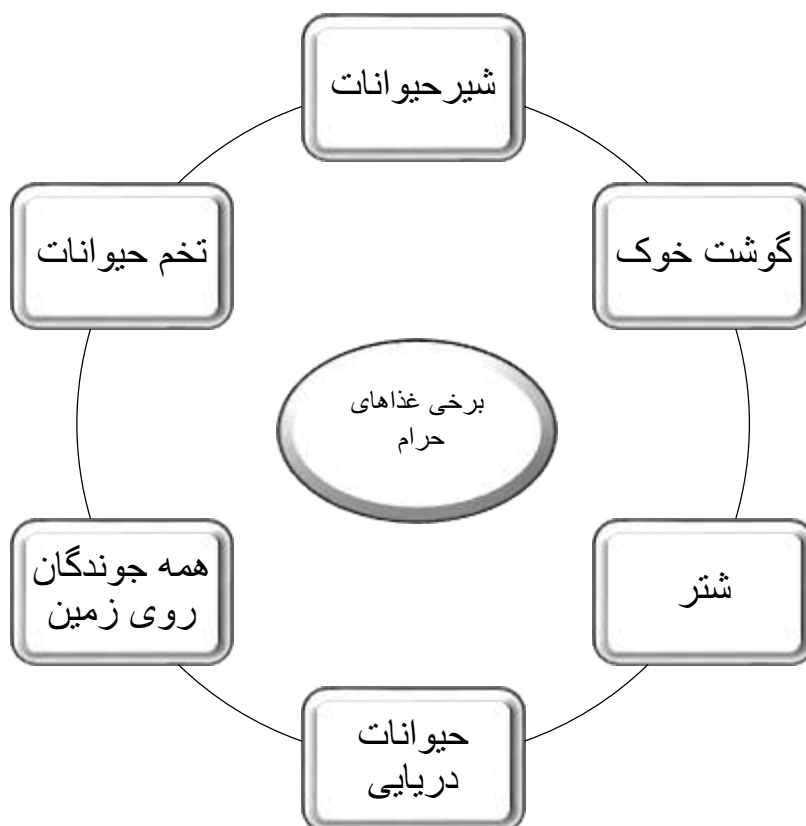 شیرحیوانات
گوشت خوک
شتر
حیوانات
دریایی
همه جوندگان
روی زمین
تخم حیوانات
برخی غذاهای
حرام